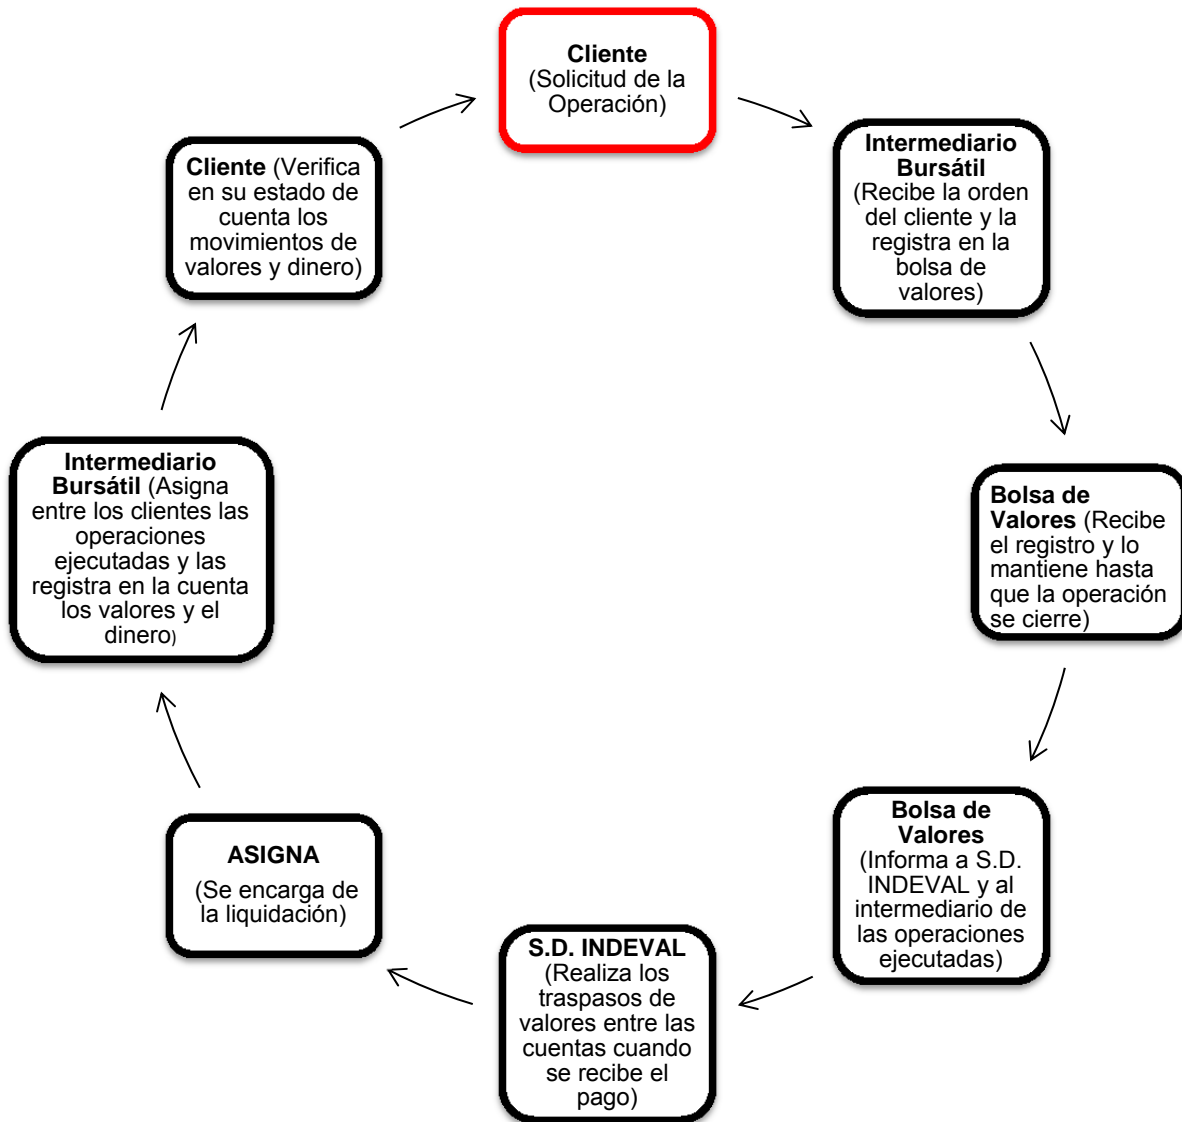 Cliente
(Solicitud de la
Operación)
Intermediario
Bursátil
(Recibe la orden
del cliente y la
registra en la
bolsa de
valores)
Bolsa de
Valores (Recibe
el registro y lo
mantiene hasta
que la operación
se cierre)
Bolsa de
Valores
(Informa a S.D.
INDEVAL y al
intermediario de
las operaciones
ejecutadas)
S.D. INDEVAL
(Realiza los
traspasos de
valores entre las
cuentas cuando
se recibe el
pago)
ASIGNA
(Se encarga de
la liquidación)
Intermediario
Bursátil (Asigna
entre los clientes las
operaciones
ejecutadas y las
registra en la cuenta
los valores y el
dinero)
Cliente (Verifica
en su estado de
cuenta los
movimientos de
valores y dinero)